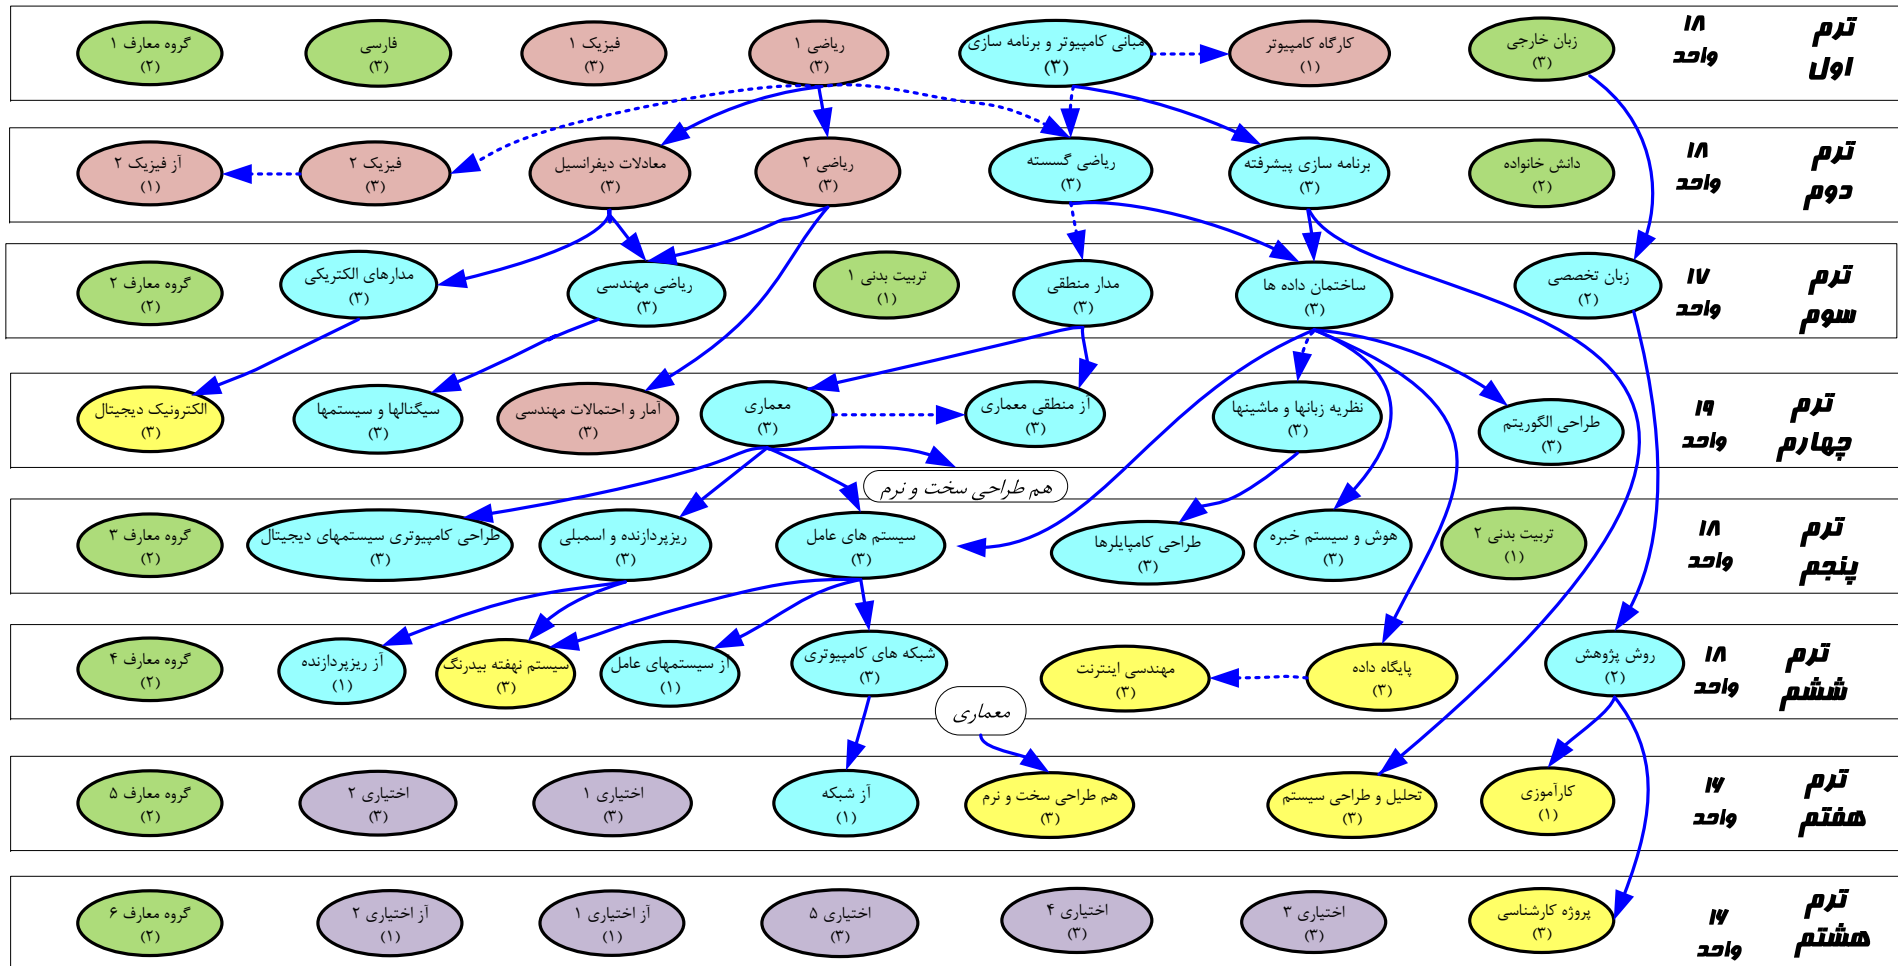 ترم
اول
۱۸
واحد
زبان خارجی
(۳)
کارگاه کامپیوتر
(۱)
مبانی کامپیوتر و برنامه سازی
(۳)
ریاضی ۱
(۳)
فیزیک ۱
(۳)
فارسی
(۳)
گروه معارف ۱
(۲)
ترم
دوم
۱۸
واحد
دانش خانواده
(۲)
برنامه سازی پیشرفته
(۳)
ریاضی گسسته
(۳)
ریاضی ۲
(۳)
معادلات دیفرانسیل
(۳)
فیزیک ۲
(۳)
آز فیزیک ۲
(۱)
ترم
سوم
۱۷
واحد
زبان تخصصی
(۲)
ساختمان داده ها
(۳)
مدار منطقی
(۳)
تربیت بدنی ۱
(۱)
ریاضی مهندسی
(۳)
مدارهای الکتریکی
(۳)
گروه معارف ۲
(۲)
ترم
چهارم
۱۹
واحد
طراحی الگوریتم
(۳)
نظریه زبانها و ماشینها
(۳)
آز منطقی معماری
(۳)
معماری
(۳)
آمار و احتمالات مهندسی
(۳)
سیگنالها و سیستمها
(۳)
الکترونیک دیجیتال
(۳)
هم طراحی سخت و نرم
ترم
پنجم
۱۸
واحد
تربیت بدنی ۲
(۱)
هوش و سیستم خبره
(۳)
طراحی کامپایلرها
(۳)
سیستم های عامل
(۳)
ریزپردازنده و اسمبلی
(۳)
طراحی کامپیوتری سیستمهای دیجیتال
(۳)
گروه معارف ۳
(۲)
ترم
ششم
۱۸
واحد
روش پژوهش
(۲)
پایگاه داده
(۳)
مهندسی اینترنت
(۳)
شبکه های کامپیوتری
(۳)
آز سیستمهای عامل
(۱)
سیستم نهفته بیدرنگ
(۳)
آز ریزپردازنده
(۱)
گروه معارف ۴
(۲)
معماری
ترم
هفتم
۱۶
واحد
کارآموزی
(۱)
تحلیل و طراحی سیستم
(۳)
هم طراحی سخت و نرم
(۳)
آز شبکه
(۱)
اختیاری ۱
(۳)
اختیاری ۲
(۳)
گروه معارف ۵
(۲)
ترم
هشتم
۱۶
واحد
پروژه کارشناسی
(۳)
اختیاری ۳
(۳)
اختیاری ۴
(۳)
اختیاری ۵
(۳)
آز اختیاری ۱
(۱)
آز اختیاری ۲
(۱)
گروه معارف ۶
(۲)